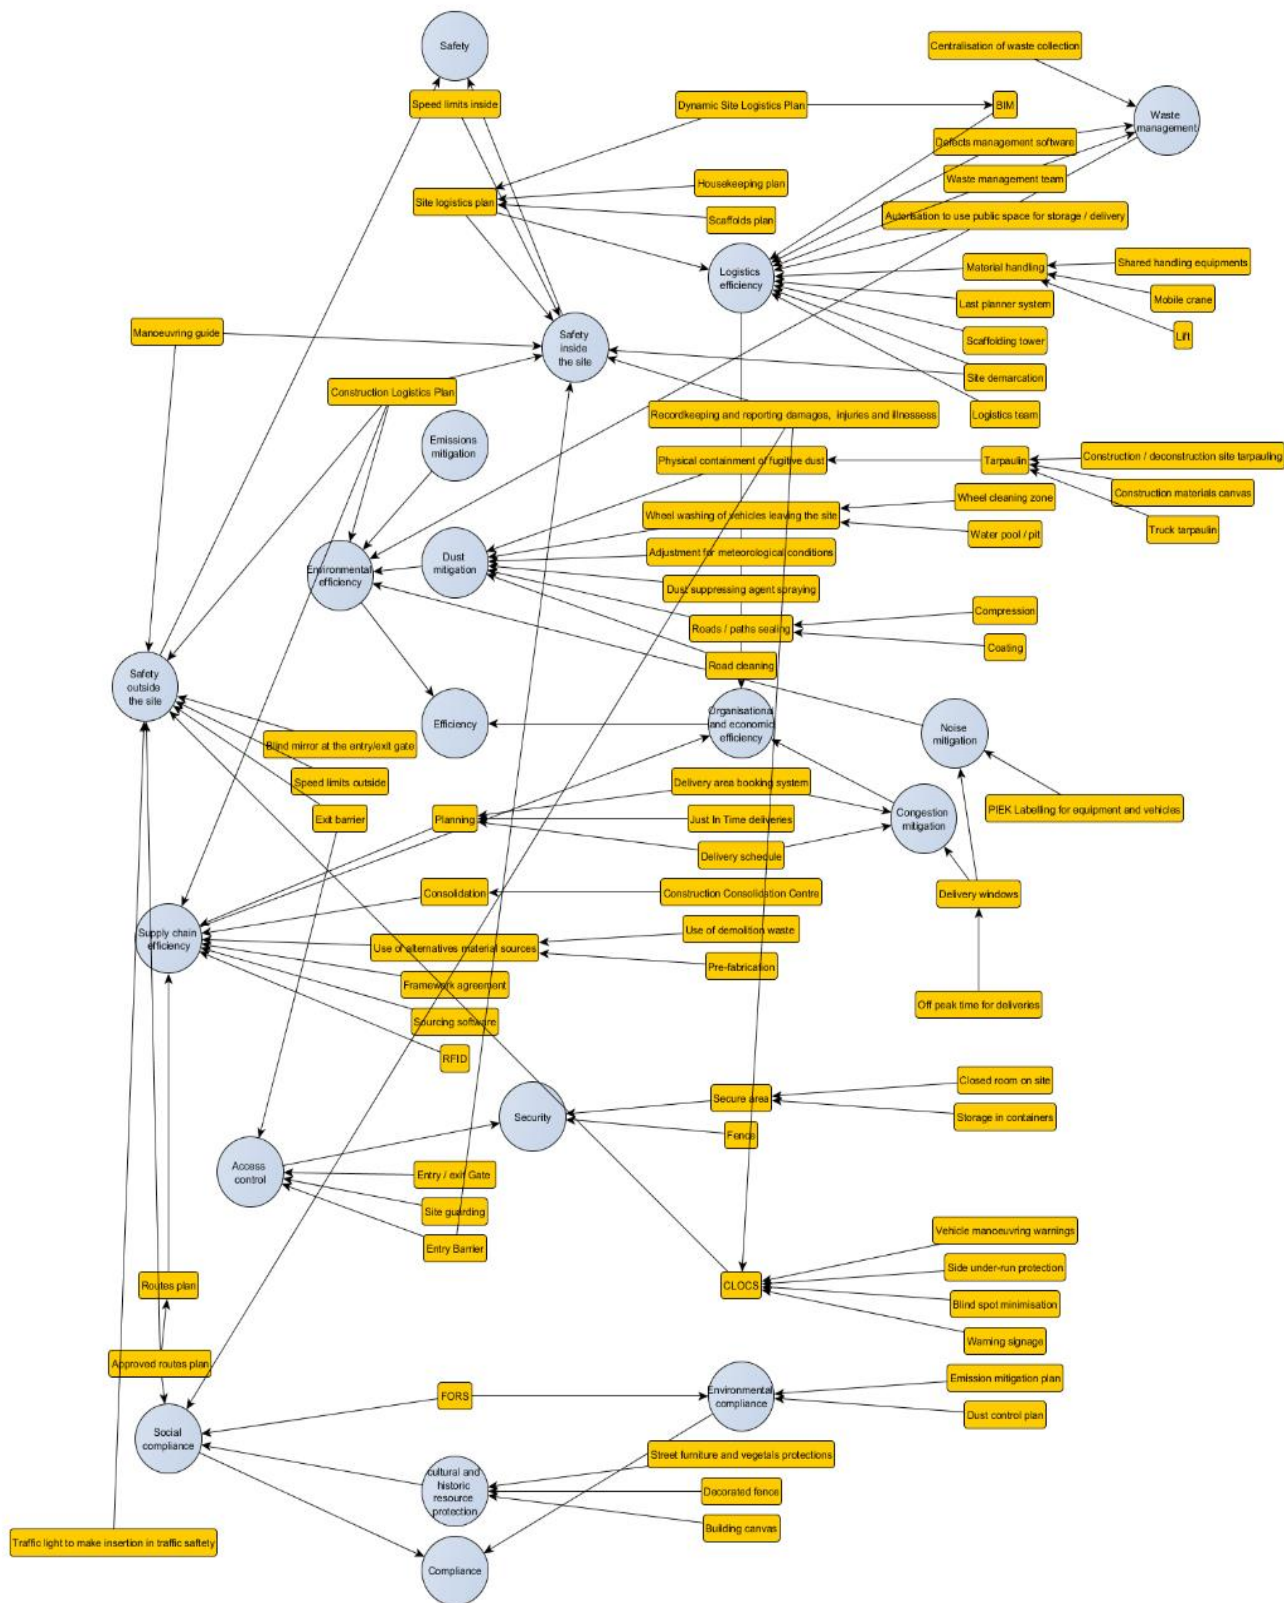 Safety
Centralisation of waste collection
Speed limits inside
Dynamic Site Logistics Plan
BIM
Waste
management
Defects management software
Waste management team
Housekeeping plan
Site logistics plan
Scaffolds plan
Autorisation to use public space for storage / delivery
Logistics
efficiency
Material handling
Shared handling equipments
Last planner system
Mobile crane
Manoeuvring guide
Safety
inside
the site
Scaffolding tower
Lift
Site demarcation
Construction Logistics Plan
Recordkeeping and reporting damages, injuries and illnessess
Logistics team
Emissions
mitigation
Physical containment of fugitive dust
Tarpaulin
Construction / deconstruction site tarpauling
Construction materials canvas
Truck tarpaulin
Wheel washing of vehicles leaving the site
Wheel cleaning zone
Water pool / pit
Environmental
efficiency
Dust
mitigation
Adjustment for meteorological conditions
Dust suppressing agent spraying
Roads / paths sealing
Compression
Coating
Road cleaning
Safety
outside
the site
Efficiency
Organisational
and economic
efficiency
Noise
mitigation
Blind mirror at the entry/exit gate
Speed limits outside
Exit barrier
Delivery area booking system
Planning
Just In Time deliveries
Congestion
mitigation
PIEK Labelling for equipment and vehicles
Delivery schedule
Consolidation
Construction Consolidation Centre
Delivery windows
Supply chain
efficiency
Use of alternatives material sources
Use of demolition waste
Pre-fabrication
Framework agreement
Off peak time for deliveries
Sourcing software
RFID
Closed room on site
Security
Secure area
Storage in containers
Fence
Access
control
Entry / exit Gate
Site guarding
Entry Barrier
Vehicle manoeuvring warnings
Side under-run protection
Routes plan
CLOCS
Blind spot minimisation
Warning signage
Approved routes plan
FORS
Environmental
compliance
Emission mitigation plan
Dust control plan
Social
compliance
Street furniture and vegetals protections
cultural and
historic
resource
protection
Decorated fence
Building canvas
Traffic light to make insertion in traffic saftety
Compliance